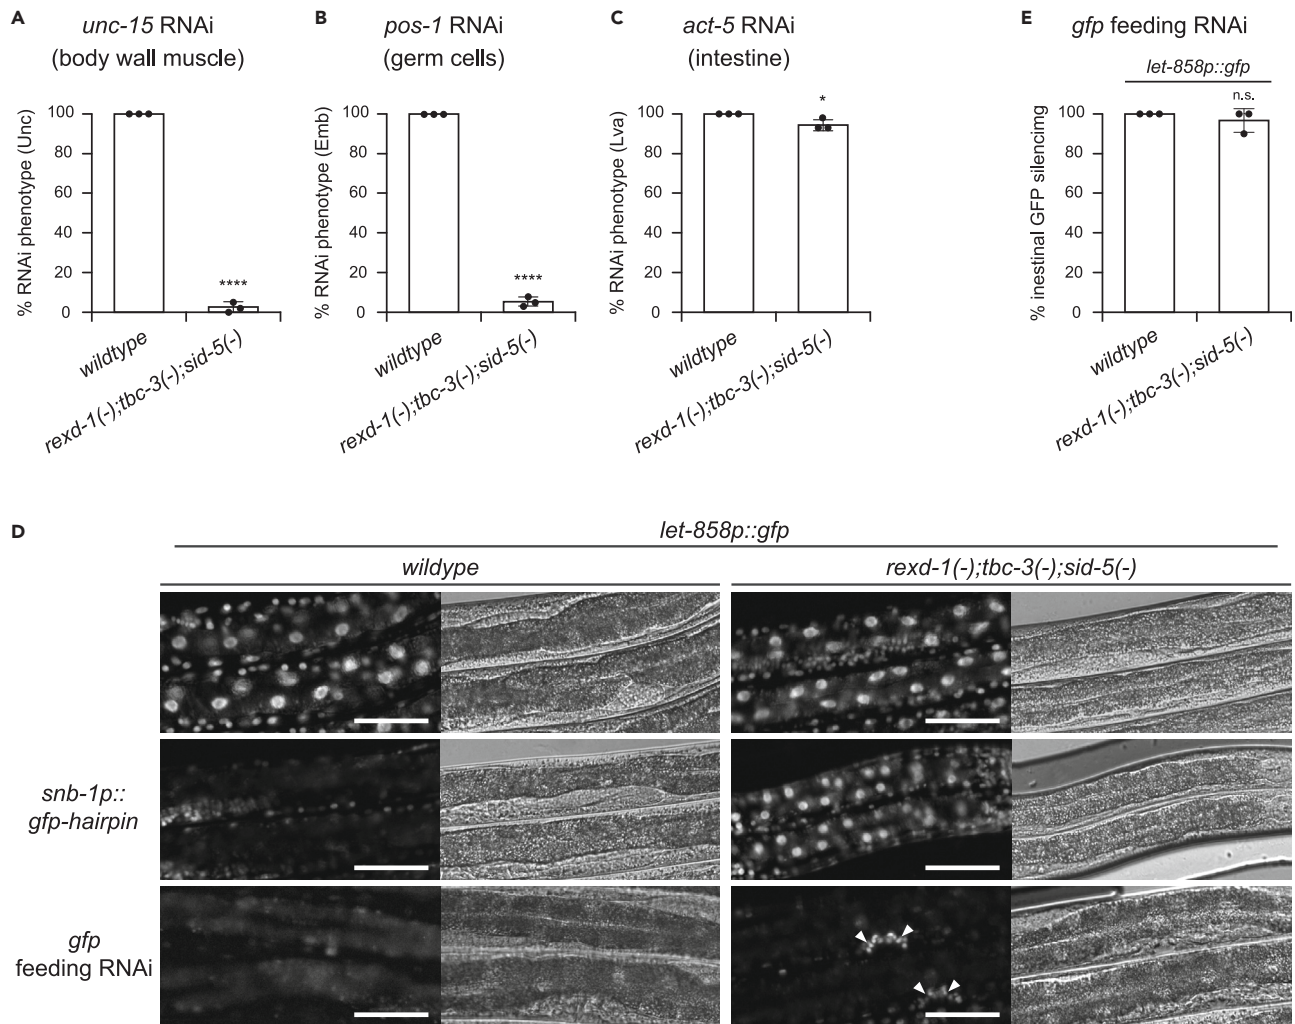 A
unc-15 RNAi
(body wall muscle)
% RNAi phenotype (Unc)
100
80
60
40
20
0
****
wildtype
rexd-1(-);tbc-3(-);sid-5(-)
B
pos-1 RNAi
(germ cells)
% RNAi phenotype (Emb)
100
80
60
40
20
0
****
wildtype
rexd-1(-);tbc-3(-);sid-5(-)
C
act-5 RNAi
(intestine)
% RNAi phenotype (Lva)
100
80
60
40
20
0
*
wildtype
rexd-1(-);tbc-3(-);sid-5(-)
E
gfp feeding RNAi
let-858p::gfp
% inestinal GFP silencimg
100
80
60
40
20
0
n.s.
wildtype
rexd-1(-);tbc-3(-);sid-5(-)
D
let-858p::gfp
wildype
rexd-1(-);tbc-3(-);sid-5(-)
snb-1p::
gfp-hairpin
gfp
feeding RNAi